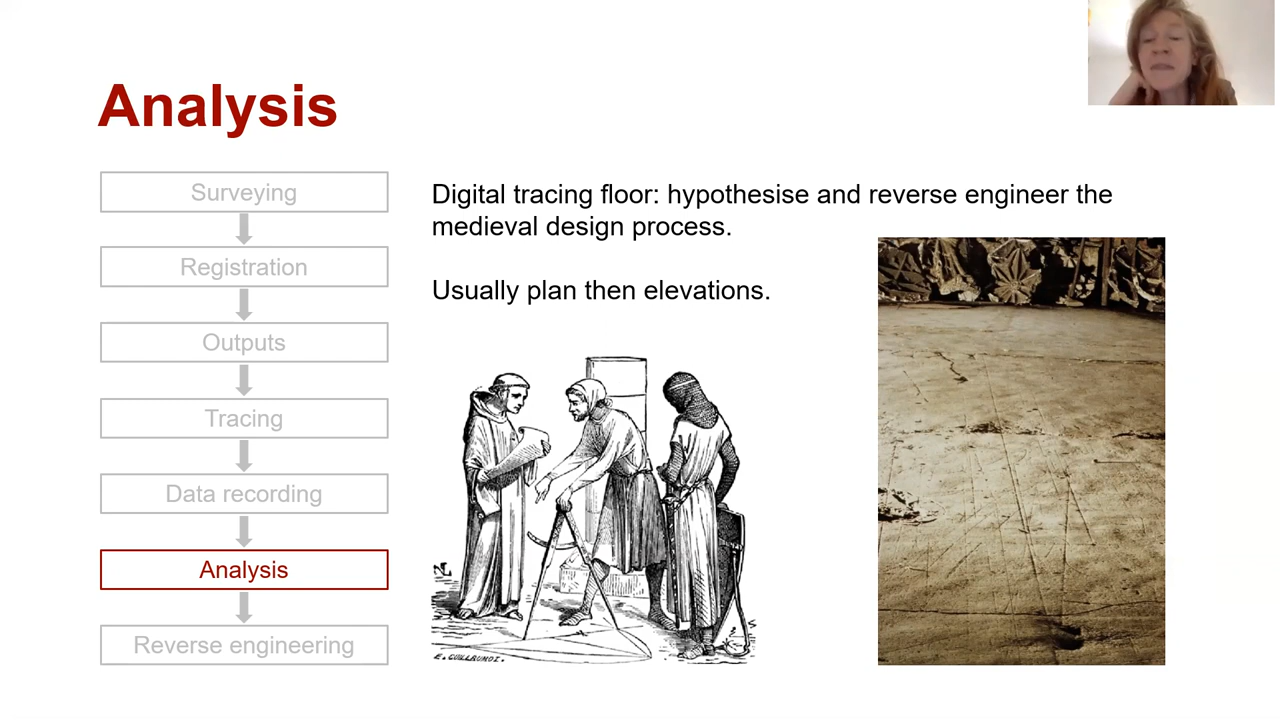 Analysis
Surveying
Registration
Outputs
Tracing
Data recording
Analysis
Reverse engineering
Digital tracing floor: hypothesise and reverse engineer the
medieval design process.
Usually plan then elevations.
E. GUILLAUMOT.